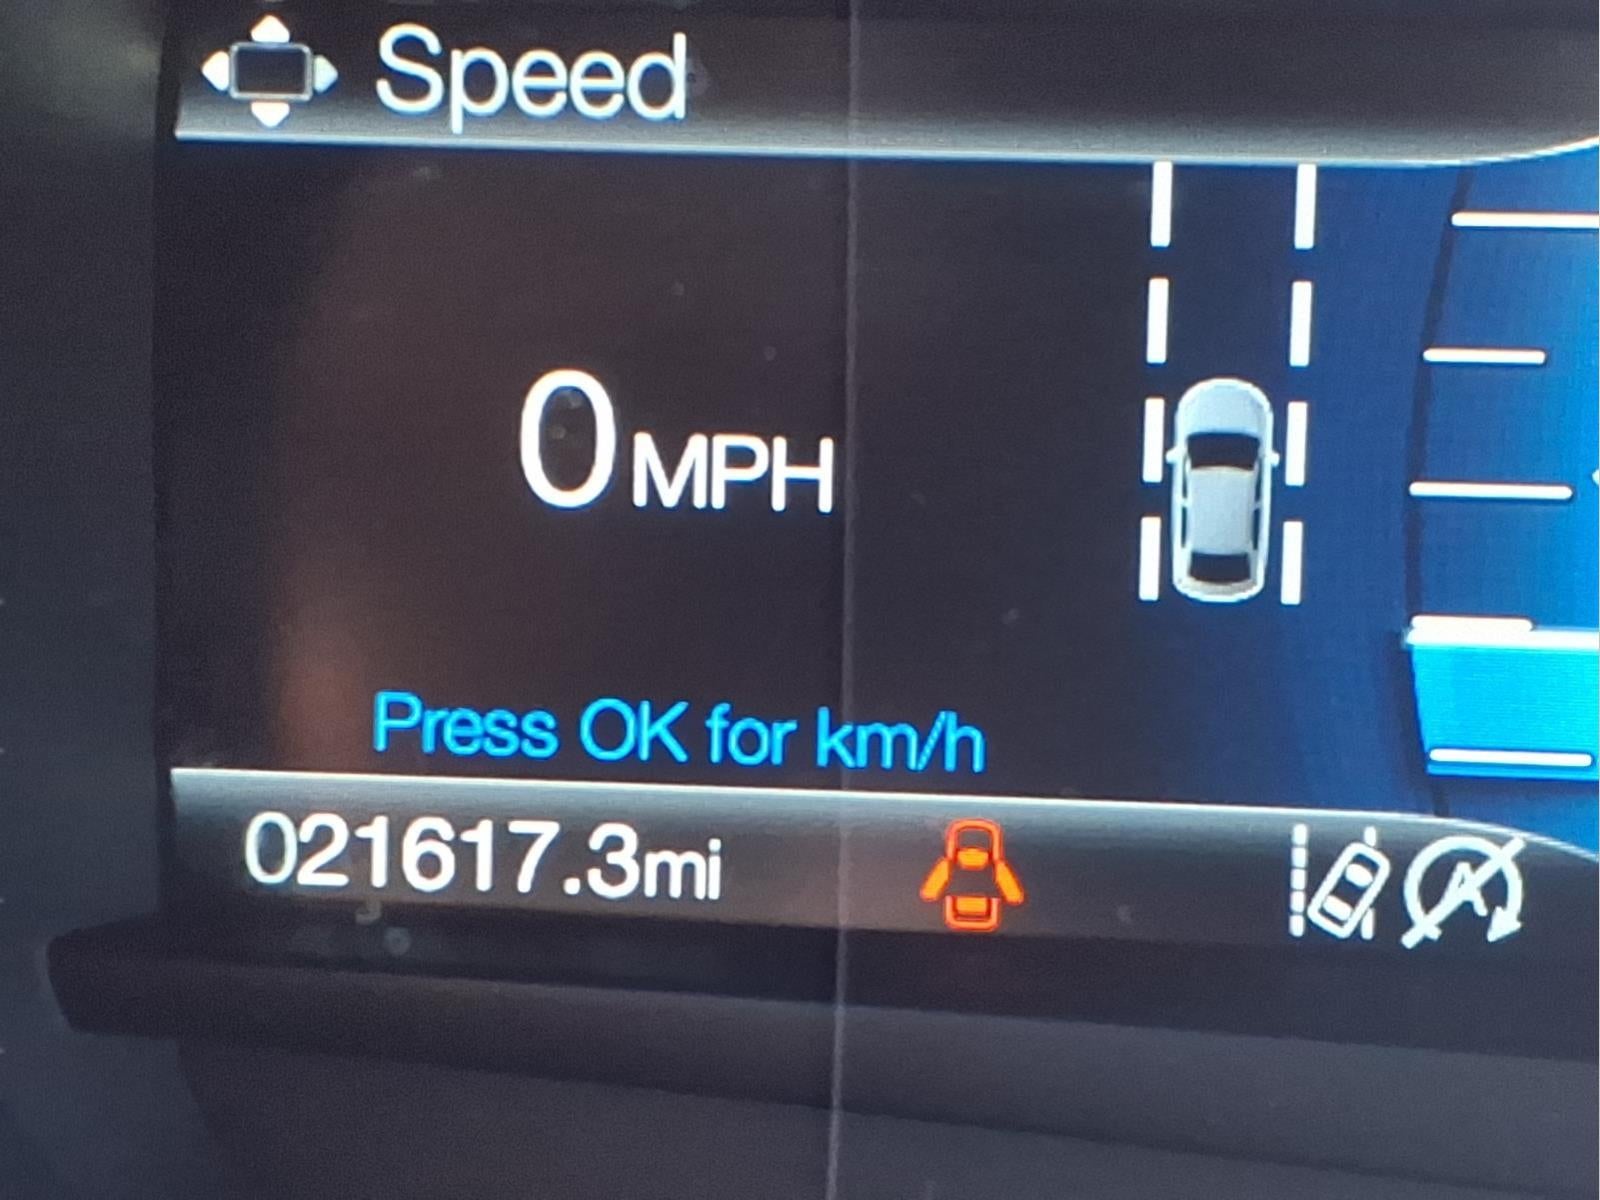 Speed
0 MPH
Press OK for km/h
021617.3mi